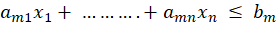 a_{m1}x_1 + … … … . + a_{mn}x_n ≤ b_m